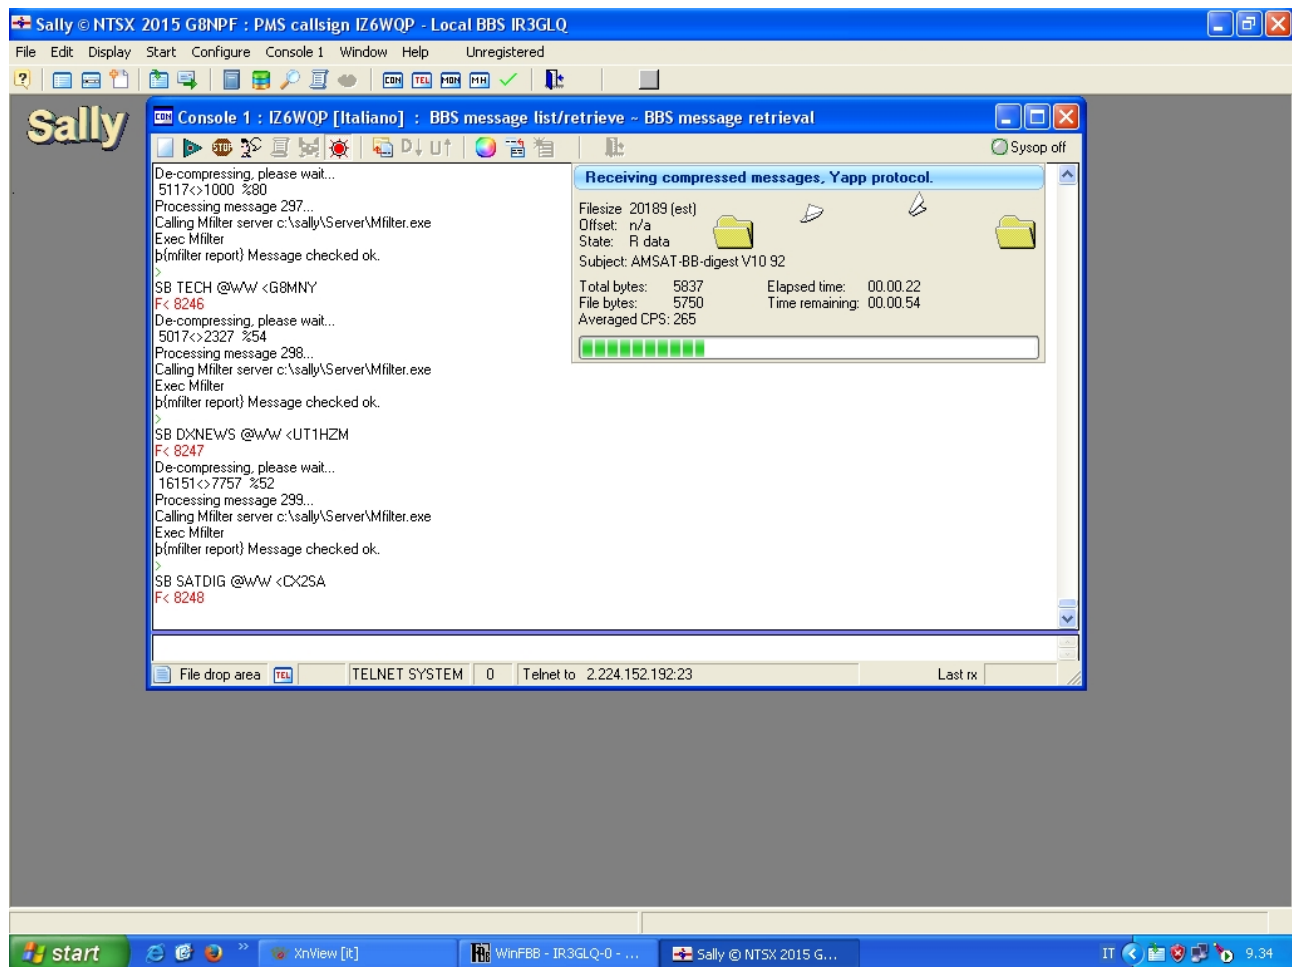 Sally © NTSX 2015 G8NPF : PMS callsign IZ6WQP - Local BBS IR3GLQ
File Edit Display Start Configure Console 1 Window Help Unregistered
CON TEL MON MH
Sally
CON Console 1 : IZ6WQP [Italiano] : BBS message list/retrieve ~ BBS message retrieval
STOP D↓ U↑ Sysop off
De-compressing, please wait...
5117<>1000 %80
Processing message 297...
Calling Mfilter server c:\sally\Server\Mfilter.exe
Exec Mfilter
þ{mfilter report} Message checked ok.
>
SB TECH @WW <G8MNY
F< 8246
De-compressing, please wait...
5017<>2327 %54
Processing message 298...
Calling Mfilter server c:\sally\Server\Mfilter.exe
Exec Mfilter
þ{mfilter report} Message checked ok.
>
SB DXNEWS @WW <UT1HZM
F< 8247
De-compressing, please wait...
16151<>7757 %52
Processing message 299...
Calling Mfilter server c:\sally\Server\Mfilter.exe
Exec Mfilter
þ{mfilter report} Message checked ok.
>
SB SATDIG @WW <CX2SA
F< 8248
Receiving compressed messages, Yapp protocol.
Filesize 20189 (est)
Offset: n/a
State: R data
Subject: AMSAT-BB-digest V10 92
Total bytes: 5837 Elapsed time: 00.00.22
File bytes: 5750 Time remaining: 00.00.54
Averaged CPS: 265
File drop area TEL TELNET SYSTEM 0 Telnet to 2.224.152.192:23 Last rx
start XnView [it] WinFBB - IR3GLQ-0 - ... Sally © NTSX 2015 G... IT 9.34